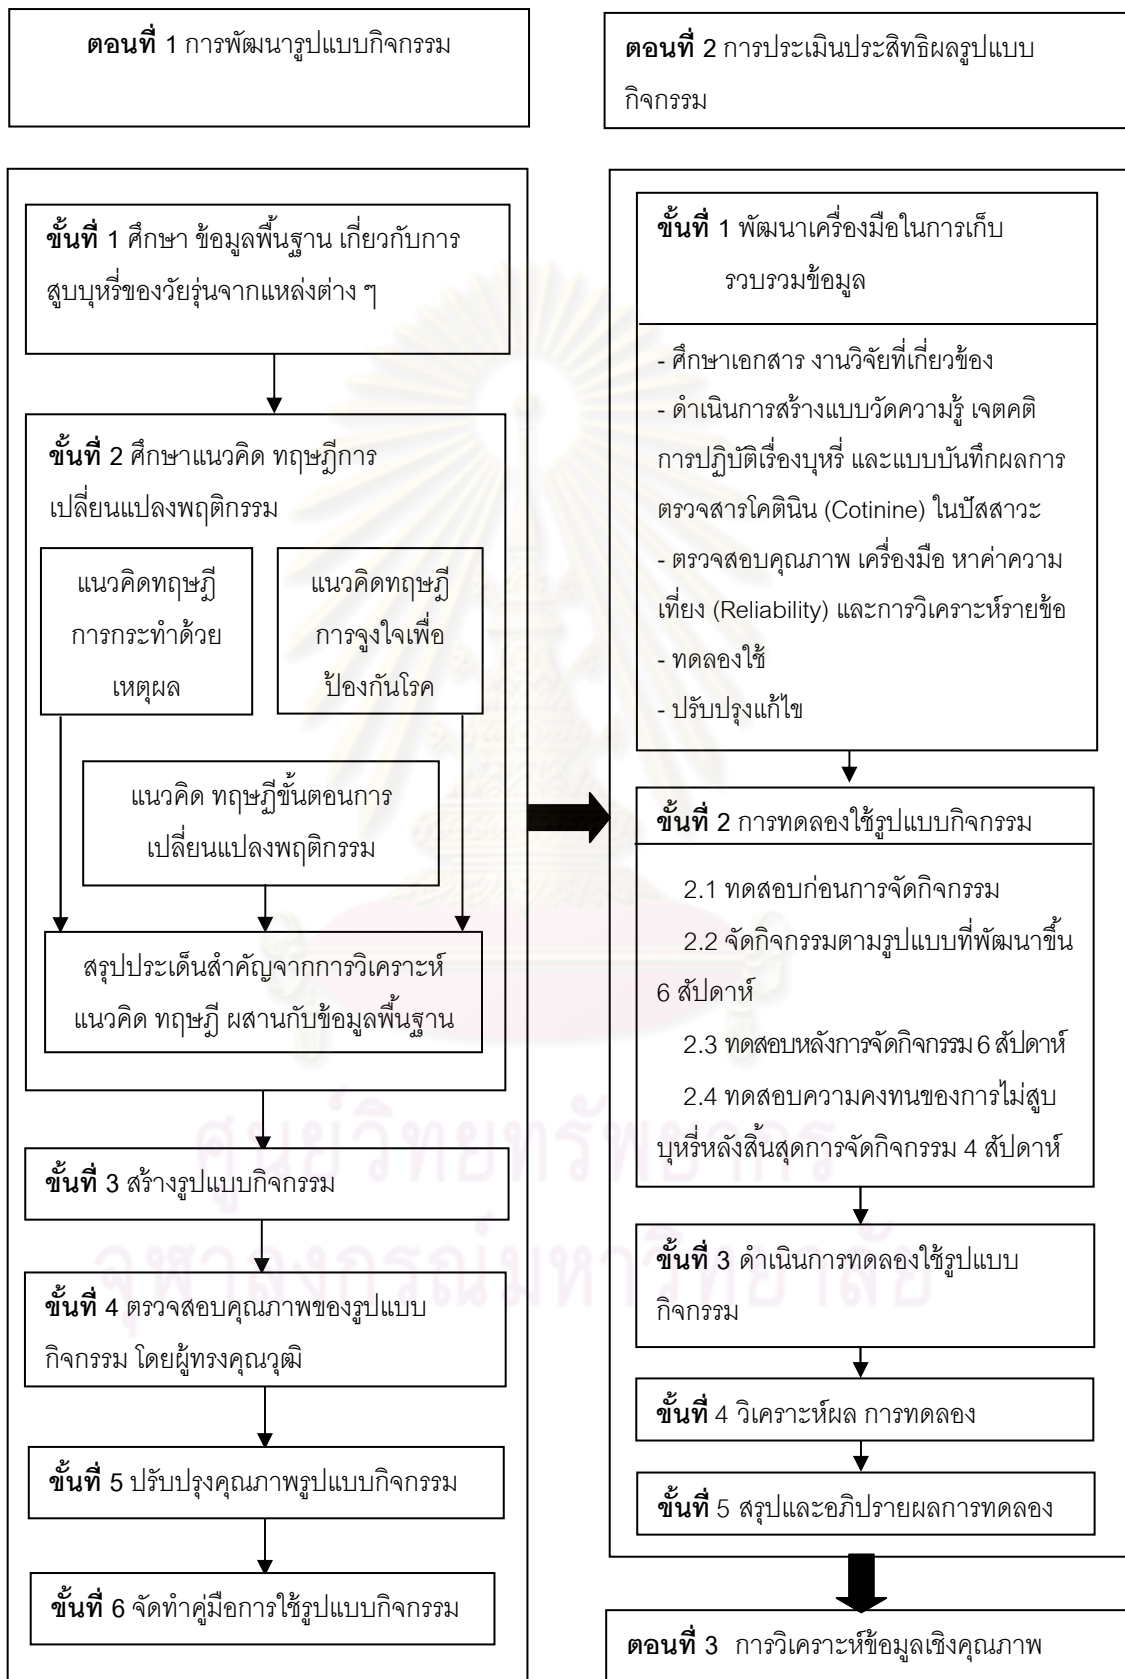 ตอนที่ 1 การพัฒนารูปแบบกิจกรรม
ขั้นที่ 1 ศึกษา ข้อมูลพื้นฐาน เกี่ยวกับการ
สูบบุหรี่ของวัยรุ่นจากแหล่งต่าง ๆ
ขั้นที่ 2 ศึกษาแนวคิด ทฤษฎีการ
เปลี่ยนแปลงพฤติกรรม
แนวคิดทฤษฎี
การกระทำด้วย
เหตุผล
แนวคิดทฤษฎี
การจูงใจเพื่อ
ป้องกันโรค
แนวคิด ทฤษฏีขั้นตอนการ
เปลี่ยนแปลงพฤติกรรม
สรุปประเด็นสำคัญจากการวิเคราะห์
แนวคิด ทฤษฎี ผสานกับข้อมูลพื้นฐาน
ขั้นที่ 3 สร้างรูปแบบกิจกรรม
ขั้นที่ 4 ตรวจสอบคุณภาพของรูปแบบ
กิจกรรม โดยผู้ทรงคุณวุฒิ
ขั้นที่ 5 ปรับปรุงคุณภาพรูปแบบกิจกรรม
ขั้นที่ 6 จัดทำคู่มือการใช้รูปแบบกิจกรรม
ตอนที่ 2 การประเมินประสิทธิผลรูปแบบ
กิจกรรม
ขั้นที่ 1 พัฒนาเครื่องมือในการเก็บ
รวบรวมข้อมูล
- ศึกษาเอกสาร งานวิจัยที่เกี่ยวข้อง
- ดำเนินการสร้างแบบวัดความรู้ เจตคติ
การปฏิบัติเรื่องบุหรี่ และแบบบันทึกผลการ
ตรวจสารโคตินิน (Cotinine) ในปัสสาวะ
- ตรวจสอบคุณภาพ เครื่องมือ หาค่าความ
เที่ยง (Reliability) และการวิเคราะห์รายข้อ
- ทดลองใช้
- ปรับปรุงแก้ไข
ขั้นที่ 2 การทดลองใช้รูปแบบกิจกรรม
2.1 ทดสอบก่อนการจัดกิจกรรม
2.2 จัดกิจกรรมตามรูปแบบที่พัฒนาขึ้น
6 สัปดาห์
2.3 ทดสอบหลังการจัดกิจกรรม 6 สัปดาห์
2.4 ทดสอบความคงทนของการไม่สูบ
บุหรี่หลังสิ้นสุดการจัดกิจกรรม 4 สัปดาห์
ขั้นที่ 3 ดำเนินการทดลองใช้รูปแบบ
กิจกรรม
ขั้นที่ 4 วิเคราะห์ผล การทดลอง
ขั้นที่ 5 สรุปและอภิปรายผลการทดลอง
ตอนที่ 3 การวิเคราะห์ข้อมูลเชิงคุณภาพ
ศูนย์วิทยทรัพยากร
จุฬาลงกรณ์มหาวิทยาลัย